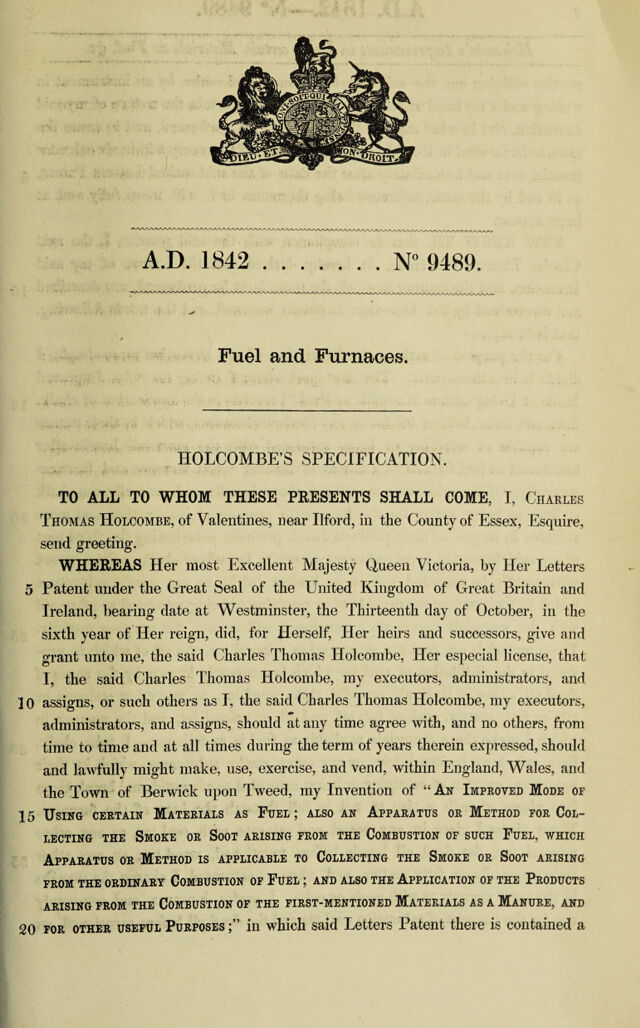 HONI·SOIT·QUI·MAL
DIEU·ET·MON·DROIT·
A.D. 1842 . . . . . . . . Nº 9489.
Fuel and Furnaces.
HOLCOMBE'S SPECIFICATION.
TO ALL TO WHOM THESE PRESENTS SHALL COME, I, CHARLES
THOMAS HOLCOMBE, of Valentines, near Ilford, in the County of Essex, Esquire,
send greeting.
WHEREAS Her most Excellent Majesty Queen Victoria, by Her Letters
5 Patent under the Great Seal of the United Kingdom of Great Britain and
Ireland, bearing date at Westminster, the Thirteenth day of October, in the
sixth year of Her reign, did, for Herself, Her heirs and successors, give and
grant unto me, the said Charles Thomas Holcombe, Her especial license, that
I, the said Charles Thomas Holcombe, my executors, administrators, and
10 assigns, or such others as I, the said Charles Thomas Holcombe, my executors,
administrators, and assigns, should at any time agree with, and no others, from
time to time and at all times during the term of years therein expressed, should
and lawfully might make, use, exercise, and vend, within England, Wales, and
the Town of Berwick upon Tweed, my Invention of "AN IMPROVED MODE OF
15 USING CERTAIN MATERIALS AS FUEL; ALSO AN APPARATUS OR METHOD FOR COL-
LECTING THE SMOKE OR SOOT ARISING FROM THE COMBUSTION OF SUCH FUEL, WHICH
APPARATUS OR METHOD IS APPLICABLE TO COLLECTING THE SMOKE OR SOOT ARISING
FROM THE ORDINARY COMBUSTION OF FUEL; AND ALSO THE APPLICATION OF THE PRODUCTS
ARISING FROM THE COMBUSTION OF THE FIRST-MENTIONED MATERIALS AS A MANURE, AND
20 FOR OTHER USEFUL PURPOSES;" in which said Letters Patent there is contained a